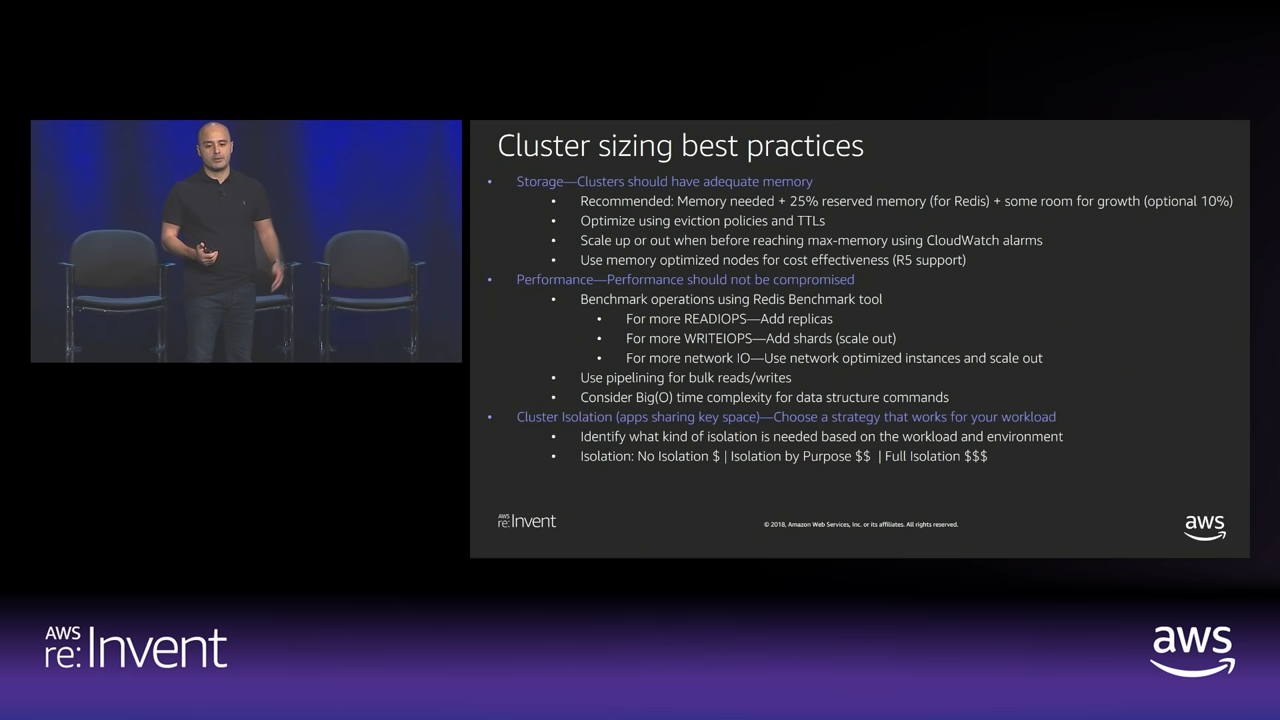 Cluster sizing best practices
• Storage—Clusters should have adequate memory
• Recommended: Memory needed + 25% reserved memory (for Redis) + some room for growth (optional 10%)
• Optimize using eviction policies and TTLs
• Scale up or out when before reaching max-memory using CloudWatch alarms
• Use memory optimized nodes for cost effectiveness (R5 support)
• Performance—Performance should not be compromised
• Benchmark operations using Redis Benchmark tool
• For more READIOPS—Add replicas
• For more WRITEIOPS—Add shards (scale out)
• For more network IO—Use network optimized instances and scale out
• Use pipelining for bulk reads/writes
• Consider Big(O) time complexity for data structure commands
• Cluster Isolation (apps sharing key space)—Choose a strategy that works for your workload
• Identify what kind of isolation is needed based on the workload and environment
• Isolation: No Isolation $ | Isolation by Purpose $$ | Full Isolation $$$
AWS
re:Invent
© 2018, Amazon Web Services, Inc. or its affiliates. All rights reserved.
aws
AWS
re:Invent
aws